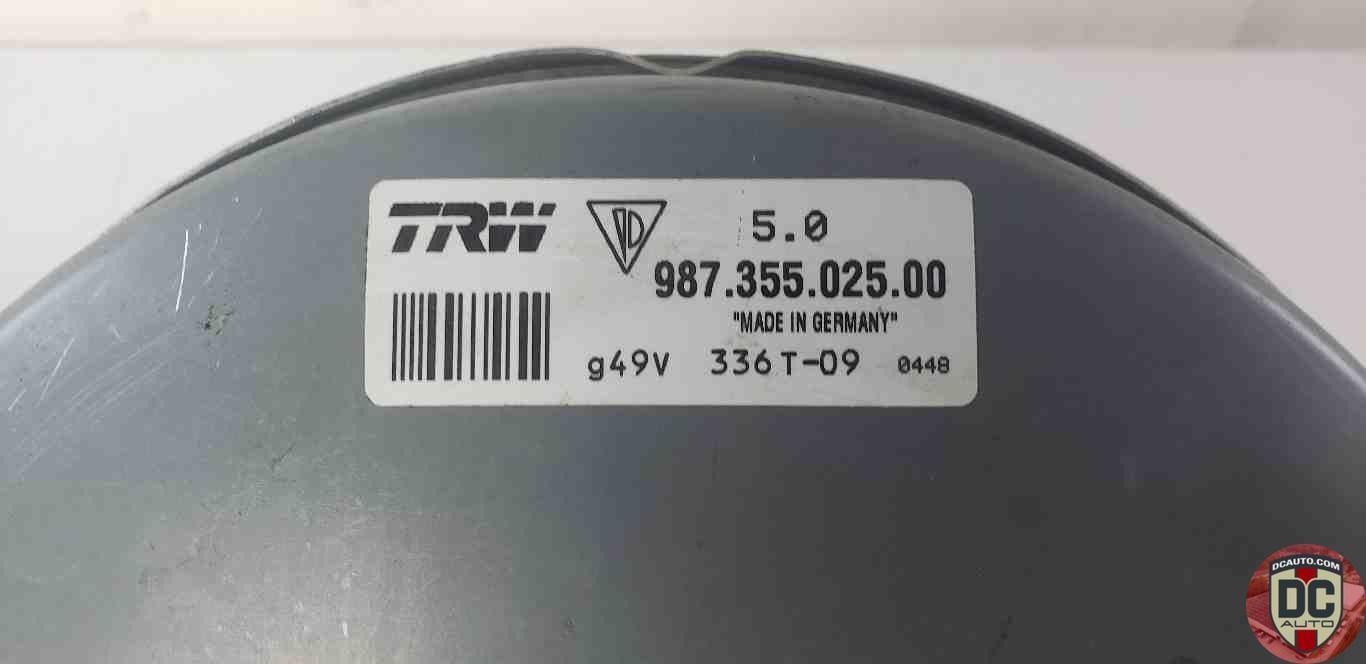 TRW
5.0
987.355.025.00
"MADE IN GERMANY"
g49V 336T-09 0448
DCAUTO.COM
DC
AUTO